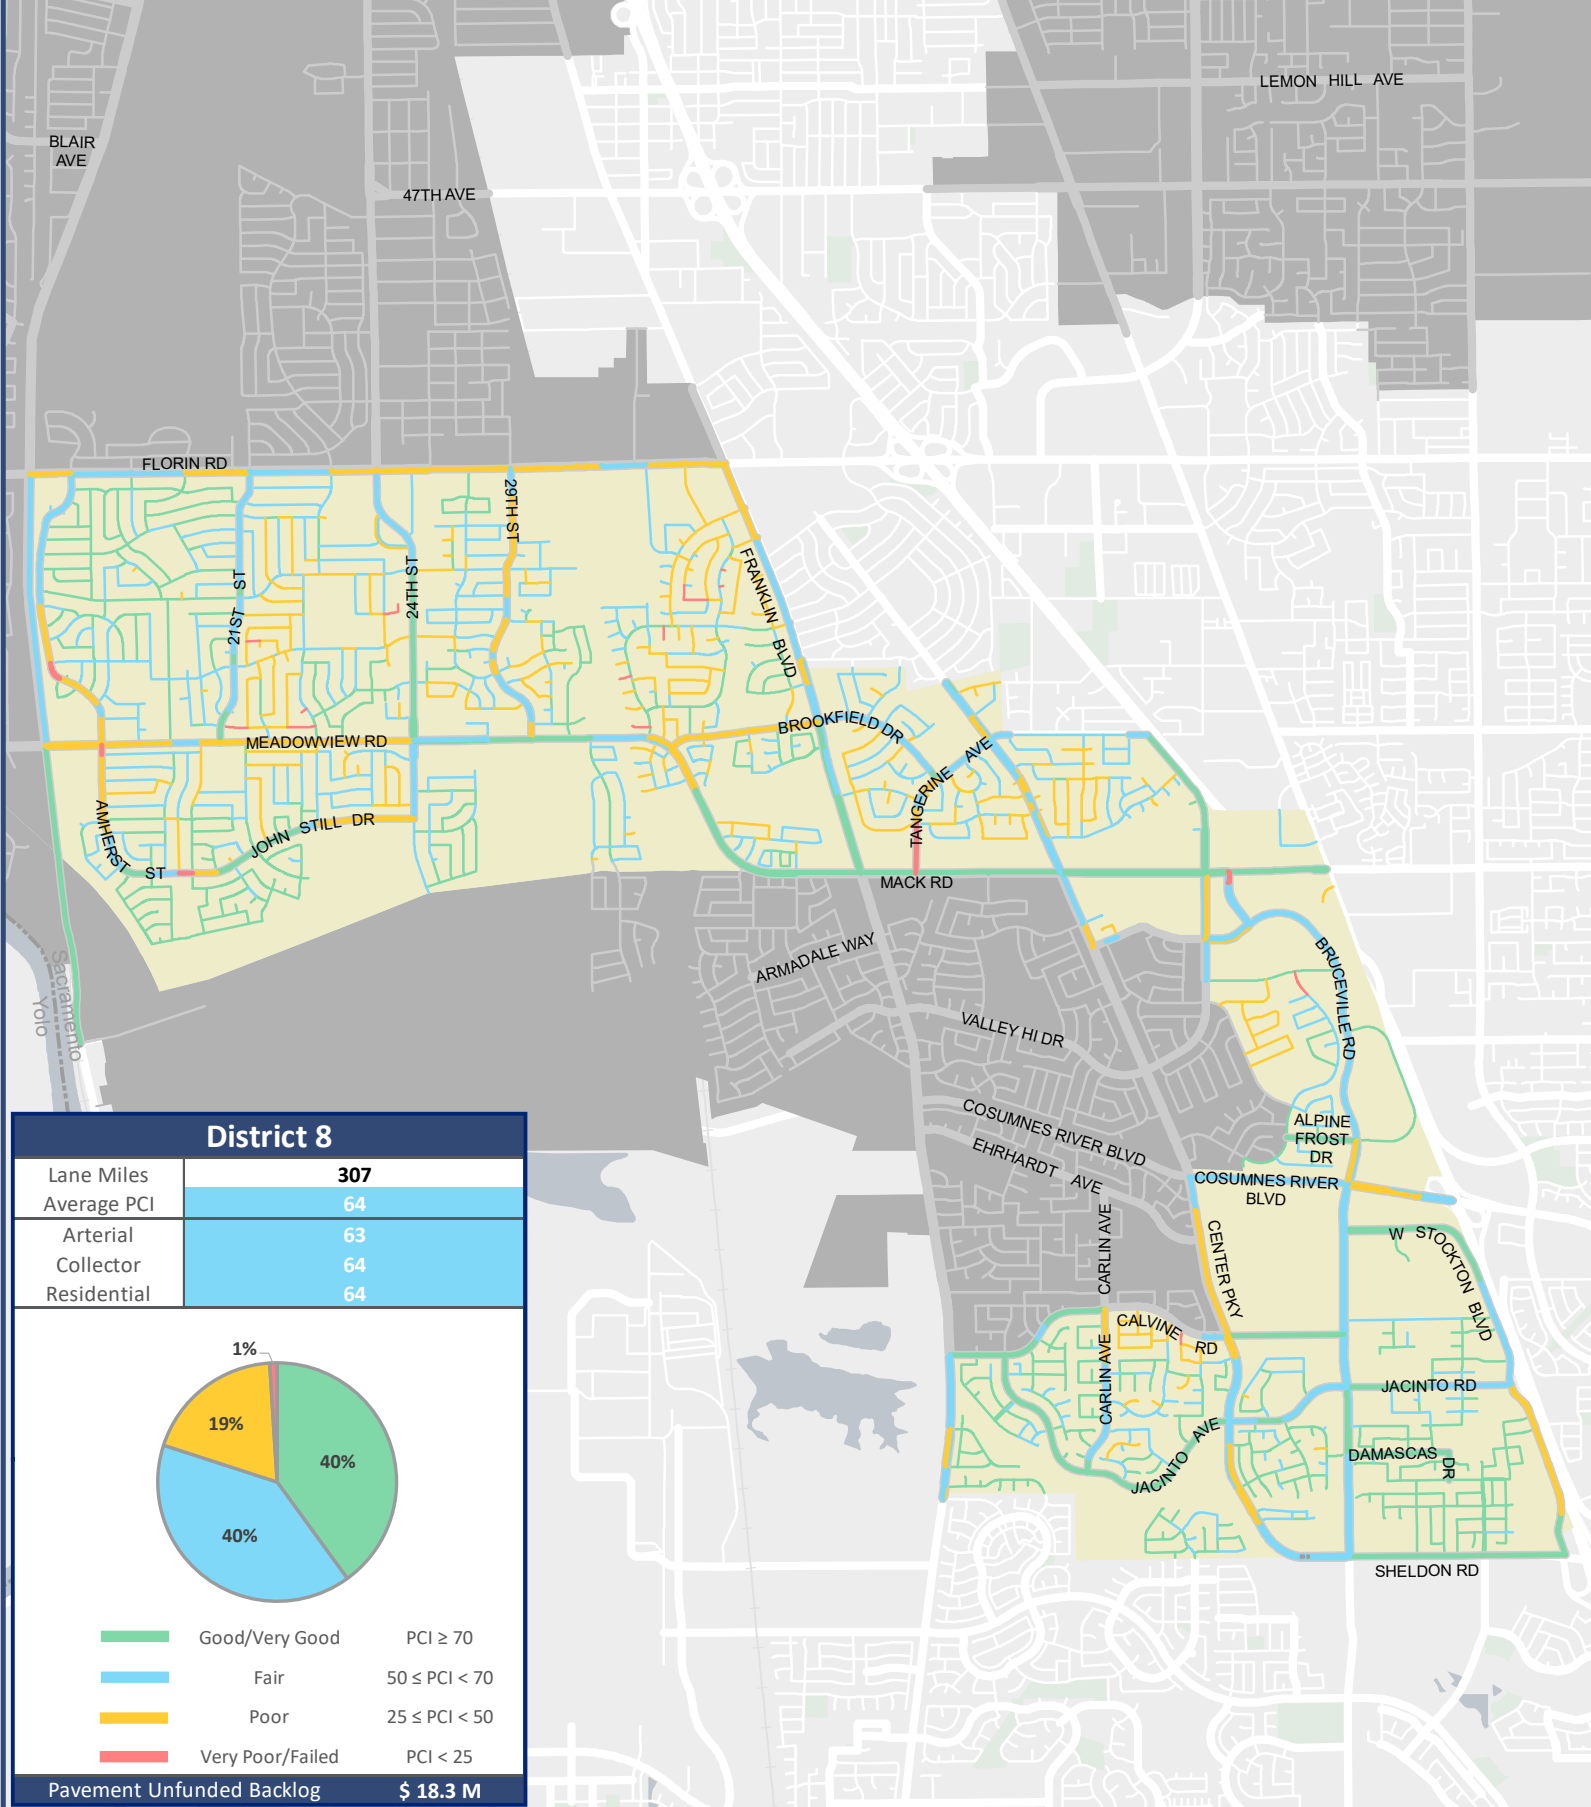 LEMON HILL AVE
BLAIR
AVE
47TH AVE
FLORIN RD
29TH ST
FRANKLIN BLVD
24TH ST
21ST ST
MEADOWVIEW RD
BROOKFIELD DR
TANGERINE AVE
AMHERST ST
JOHN STILL DR
MACK RD
ARMADALE WAY
BRUCEVILLE RD
Sacramento
Yolo
VALLEY HI DR
COSUMNES RIVER BLVD
EHRHARDT AVE
ALPINE
FROST
DR
COSUMNES RIVER
BLVD
CARLIN AVE
CENTER PKY
W STOCKTON BLVD
CALVINE RD
CARLIN AVE
JACINTO RD
JACINTO AVE
DAMASCAS DR
SHELDON RD
District 8
Lane Miles 307
Average PCI 64
Arterial 63
Collector 64
Residential 64
1%
19%
40%
40%
Good/Very Good PCI ≥ 70
Fair 50 ≤ PCI < 70
Poor 25 ≤ PCI < 50
Very Poor/Failed PCI < 25
Pavement Unfunded Backlog $ 18.3 M